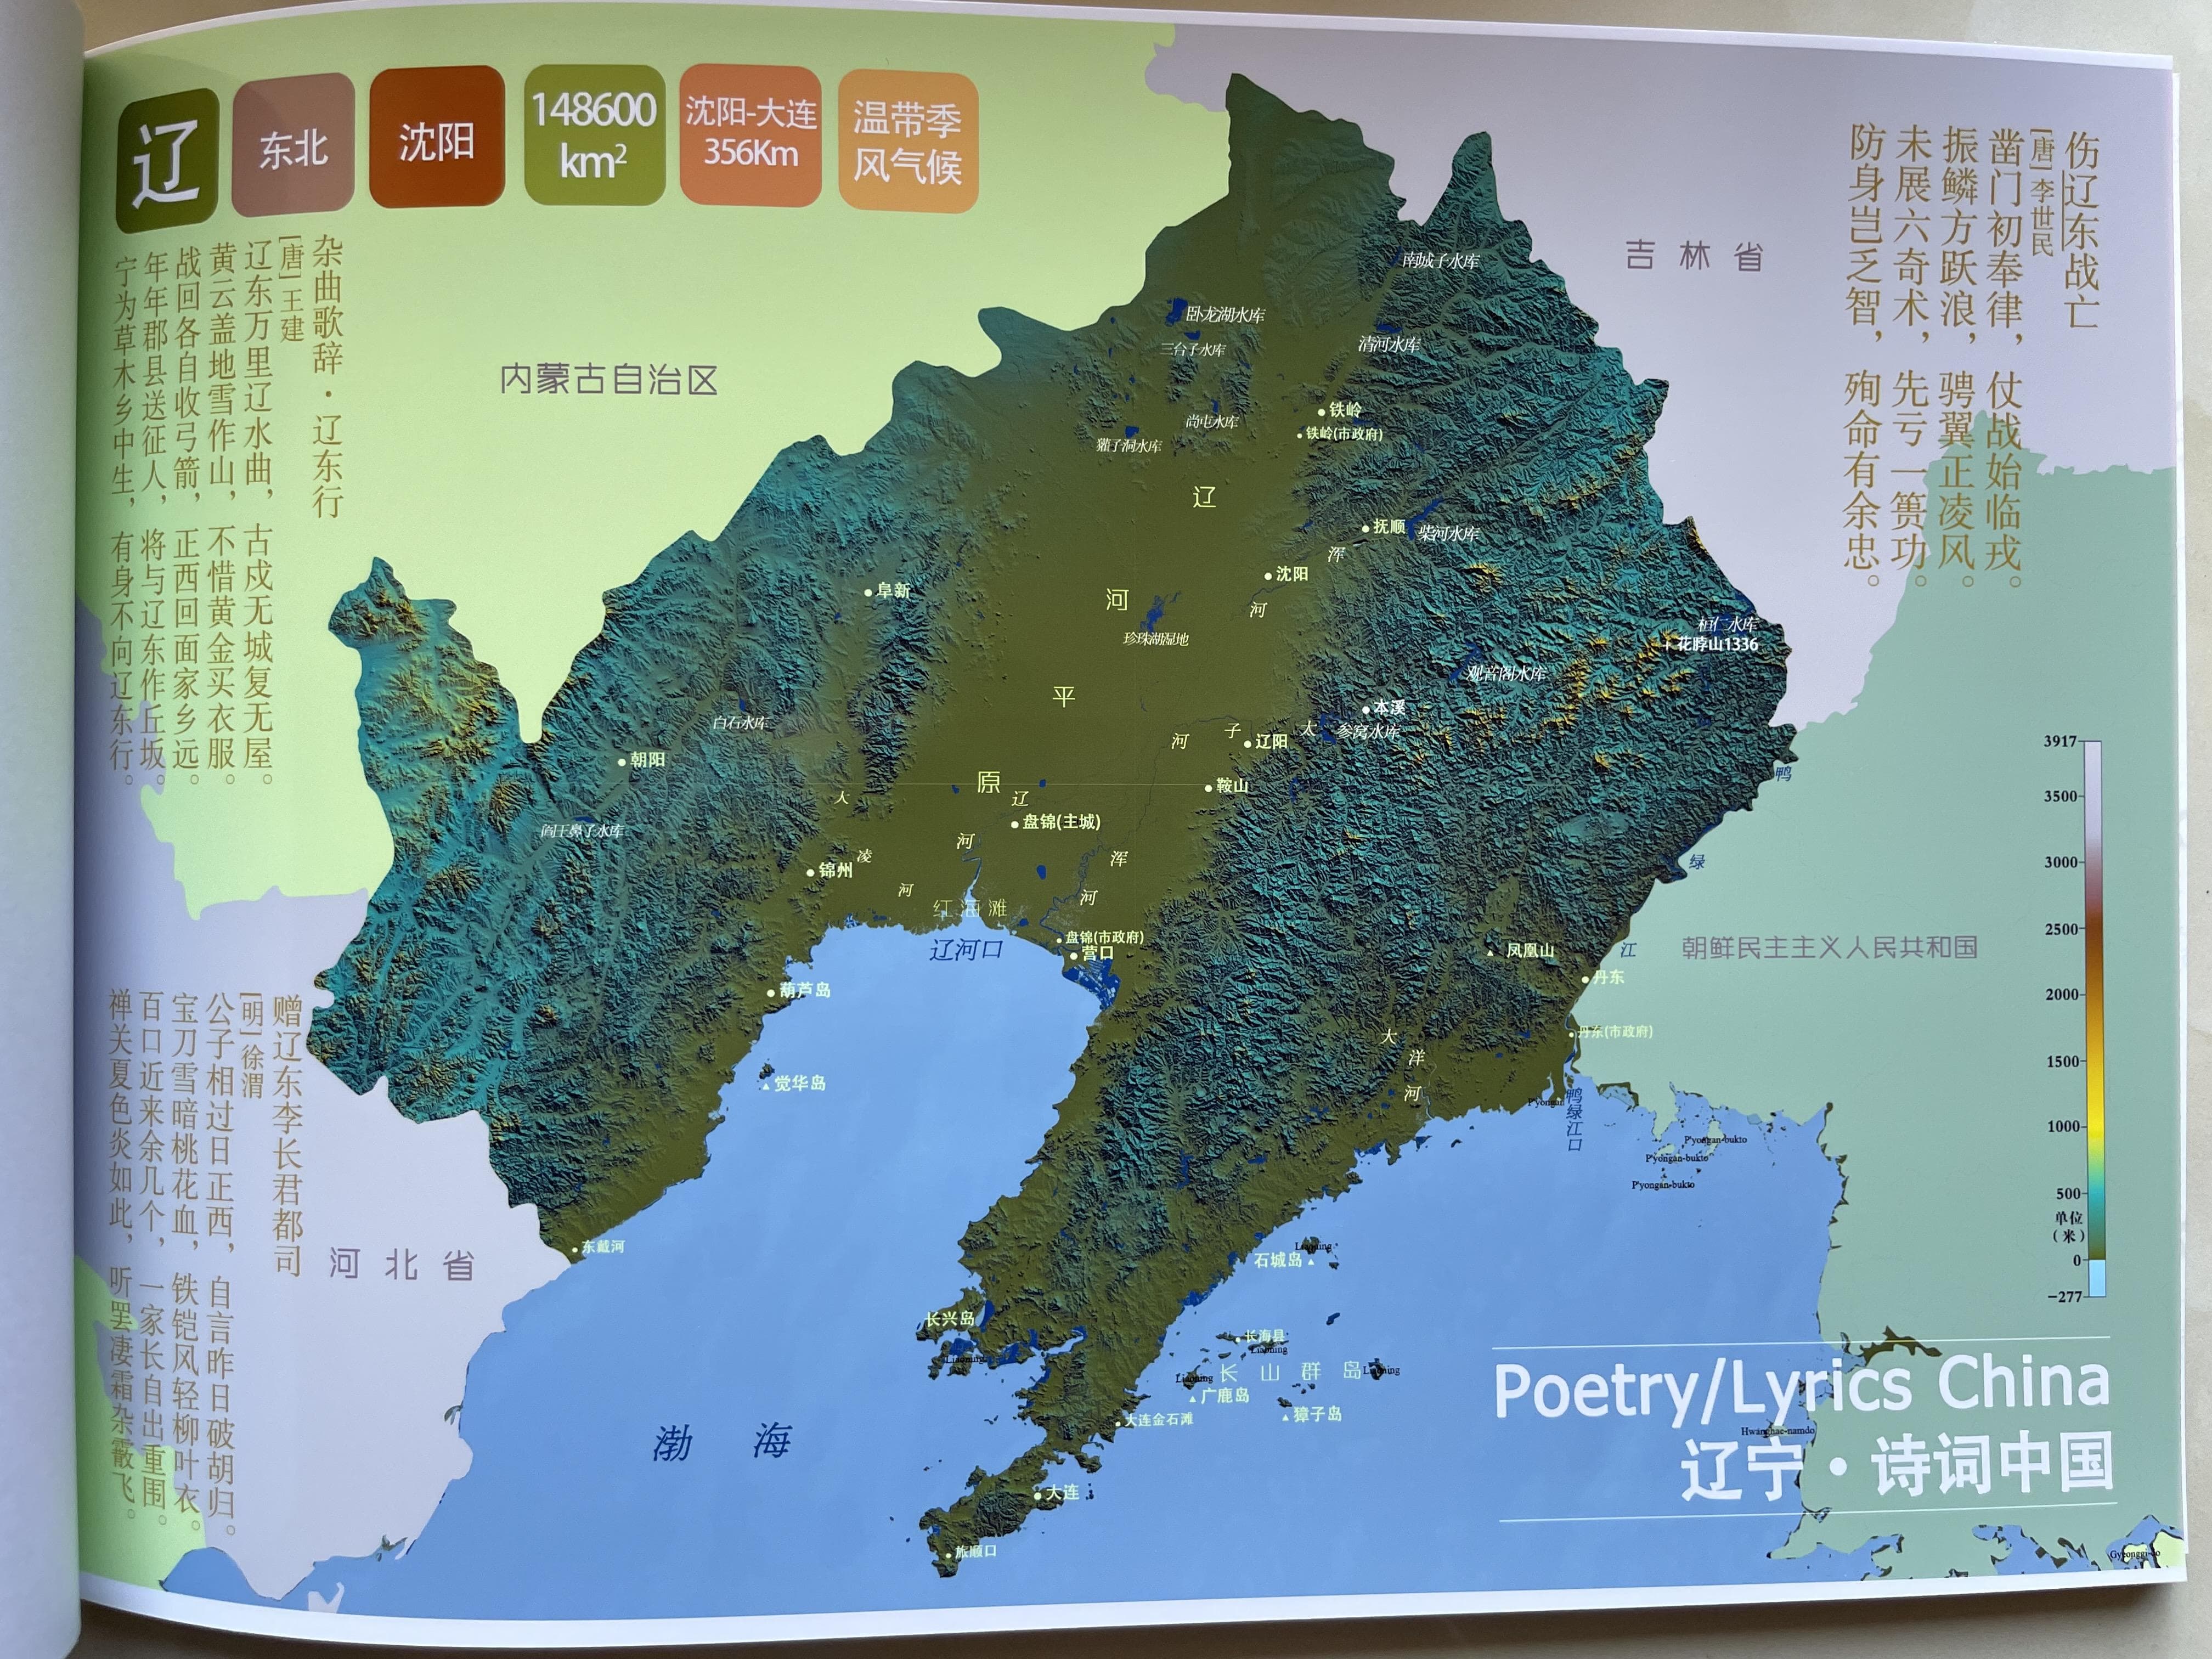 辽
东北
沈阳
148600
km²
沈阳-大连
356Km
温带季
风气候
杂曲歌辞·辽东行
[唐] 王建
辽东万里辽水曲，古戍无城复无屋。
黄云盖地雪作山，不惜黄金买衣服。
战回各自收弓箭，正西回面家乡远。
年年郡县送征人，将与辽东作丘坂。
宁为草木乡中生，有身不向辽东行。
赠辽东李长君都司
[明] 徐渭
公子相过日正西，自言昨日破胡归。
宝刀雪暗桃花血，铁铠风轻柳叶衣。
百口近来余几个，一家长自出重围。
禅关夏色炎如此，听罢凄霜杂霰飞。
伤辽东战亡
[唐] 李世民
凿门初奉律，仗战始临戎。
振鳞方跃浪，骋翼正凌风。
未展六奇术，先亏一篑功。
防身岂乏智，殉命有余忠。
吉林省
内蒙古自治区
河北省
朝鲜民主主义人民共和国
南城子水库
卧龙湖水库
三台子水库
清河水库
尚屯水库
獾子洞水库
铁岭
铁岭(市政府)
辽河平原
抚顺
柴河水库
浑河
沈阳
阜新
珍珠湖湿地
桓仁水库
花脖山1336
观音阁水库
本溪
参窝水库
太子河
辽阳
白石水库
朝阳
鞍山
阎王鼻子水库
大凌河
辽河
盘锦(主城)
浑河
锦州
红海滩
辽河口
盘锦(市政府)
营口
葫芦岛
觉华岛
凤凰山
鸭绿江
丹东
丹东(市政府)
大洋河
鸭绿江口
P'yongan
P'yongan-bukto
P'yongan-bukto
P'yongan-bukto
东戴河
石城岛
Liaoning
长兴岛
Liaoning
长海县
Liaoning
长山群岛
Liaoning
Liaoning
广鹿岛
獐子岛
大连金石滩
渤海
大连
旅顺口
3917
3500
3000
2500
2000
1500
1000
500
单位
(米)
0
-277
Poetry/Lyrics China
Hwanghae-namdo
辽宁·诗词中国
Gyeonggi-do